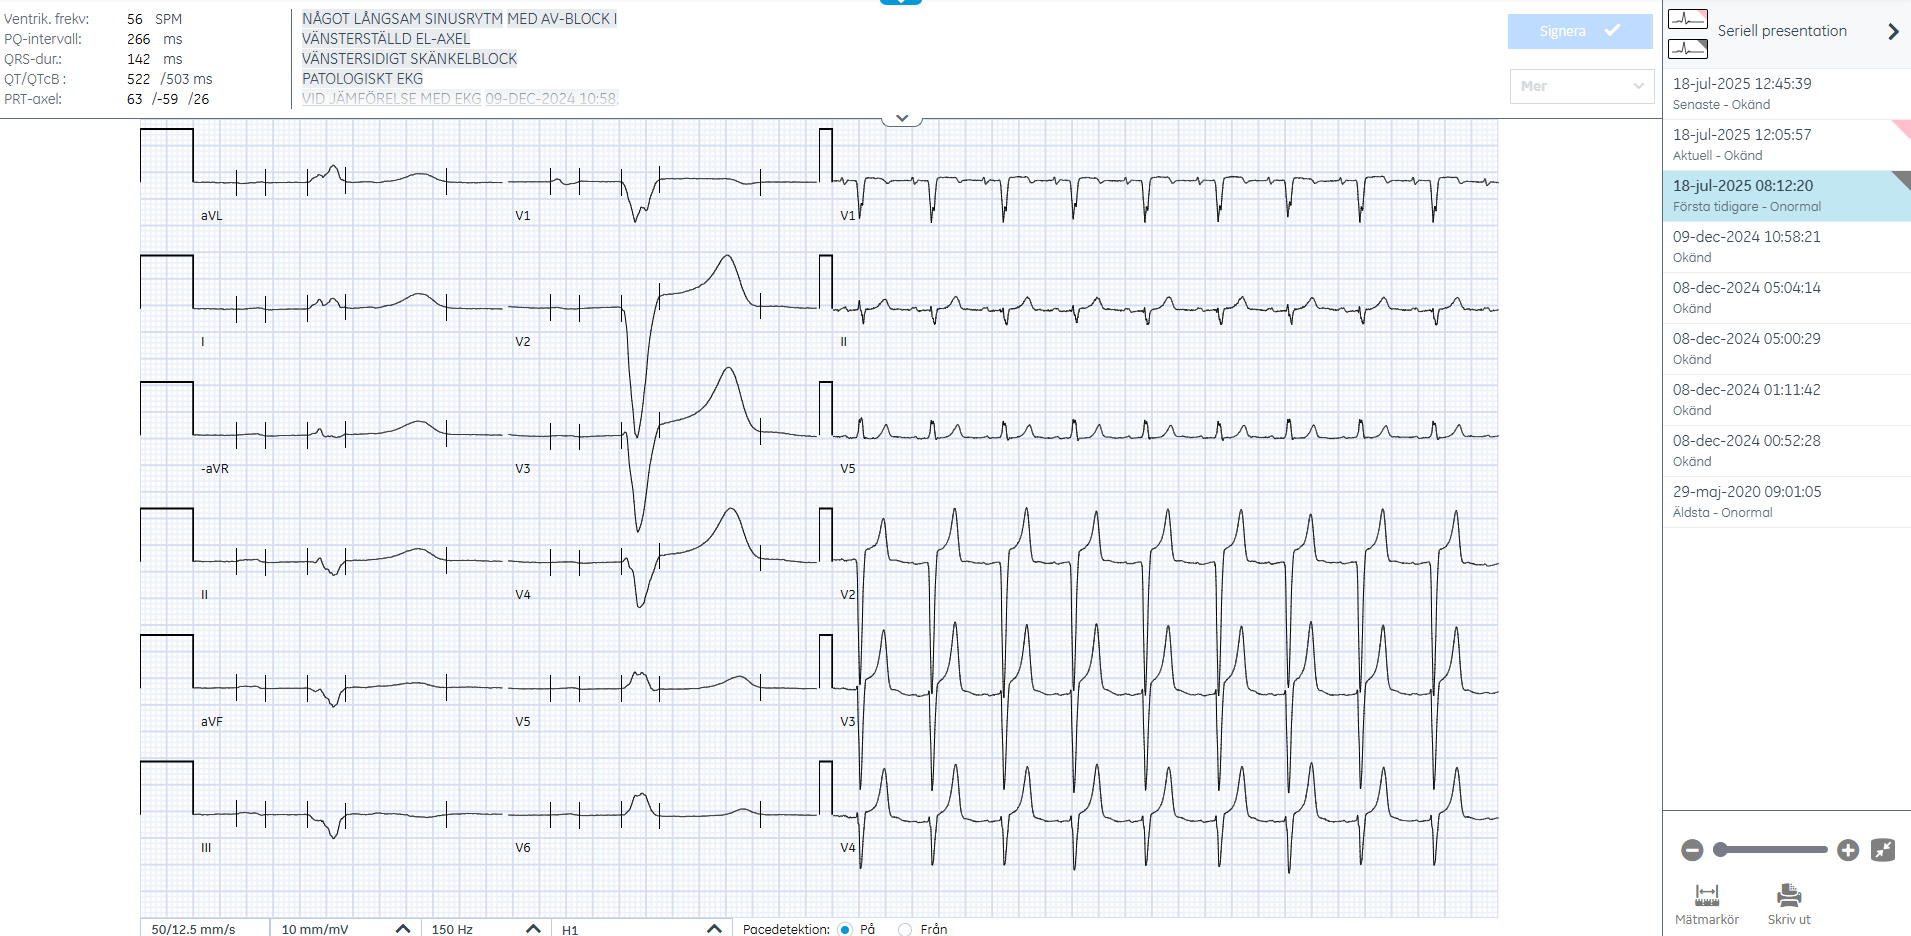 Ventrik. frekv: 56 SPM
PQ-intervall: 266 ms
QRS-dur.: 142 ms
QT/QTcB : 522 /503 ms
PRT-axel: 63 /-59 /26
NÅGOT LÅNGSAM SINUSRYTM MED AV-BLOCK I
VÄNSTERSTÄLLD EL-AXEL
VÄNSTERSIDIGT SKÄNKELBLOCK
PATOLOGISKT EKG
VID JÄMFÖRELSE MED EKG 09-DEC-2024 10:58,
Signera
Mer
aVL V1 V1
I V2 II
-aVR V3 V5
II V4 V2
aVF V5 V3
III V6 V4
50/12.5 mm/s 10 mm/mV 150 Hz H1 Pacedetektion: På Från
Seriell presentation
18-jul-2025 12:45:39
Senaste - Okänd
18-jul-2025 12:05:57
Aktuell - Okänd
18-jul-2025 08:12:20
Första tidigare - Onormal
09-dec-2024 10:58:21
Okänd
08-dec-2024 05:04:14
Okänd
08-dec-2024 05:00:29
Okänd
08-dec-2024 01:11:42
Okänd
08-dec-2024 00:52:28
Okänd
29-maj-2020 09:01:05
Äldsta - Onormal
Mätmarkör Skriv ut